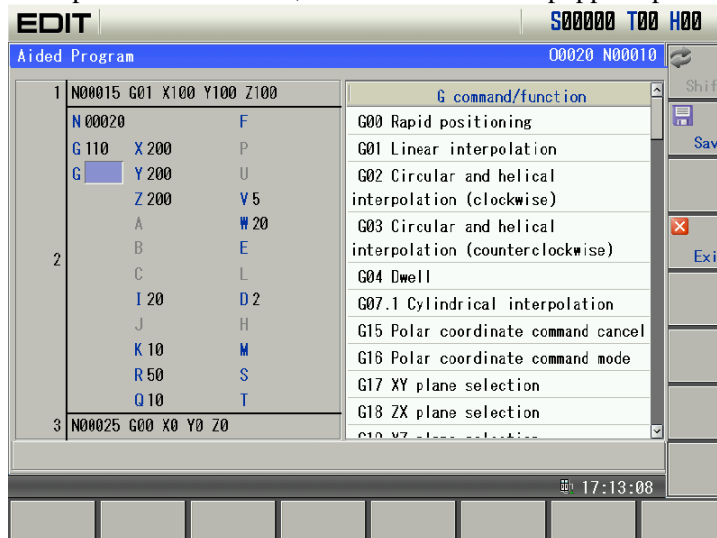 EDIT S00000 T00 H00
Aided Program O0020 N00010
Shif
Sav
Exi
1 N00015 G01 X100 Y100 Z100
2
N 00020 F
G 110 X 200 P
G Y 200 U
Z 200 V 5
A W 20
B E
C L
I 20 D 2
J H
K 10 M
R 50 S
Q 10 T
3 N00025 G00 X0 Y0 Z0
G command/function
G00 Rapid positioning
G01 Linear interpolation
G02 Circular and helical
interpolation (clockwise)
G03 Circular and helical
interpolation (counterclockwise)
G04 Dwell
G07.1 Cylindrical interpolation
G15 Polar coordinate command cancel
G16 Polar coordinate command mode
G17 XY plane selection
G18 ZX plane selection
G19 YZ plane selection
17:13:08